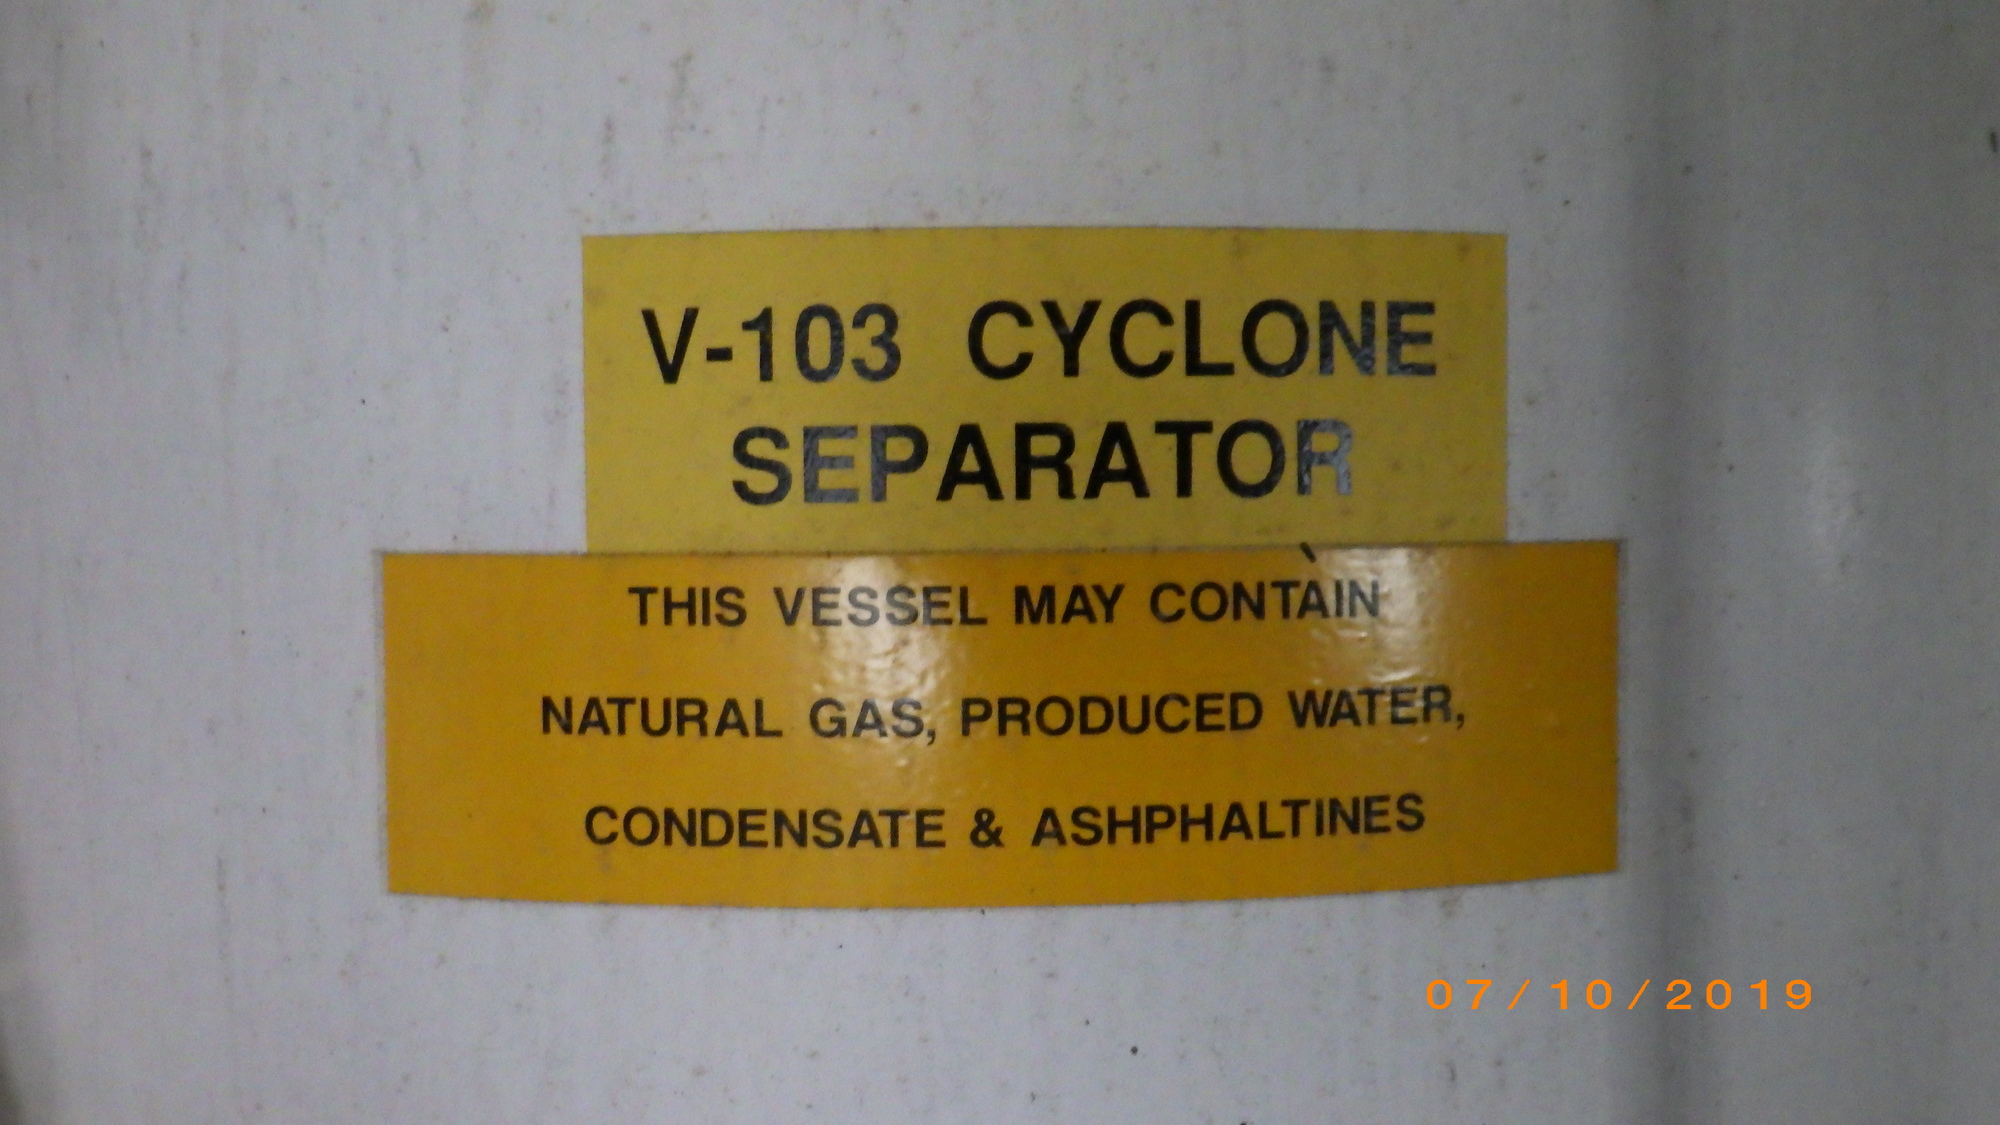 V-103 CYCLONE
SEPARATOR
THIS VESSEL MAY CONTAIN
NATURAL GAS, PRODUCED WATER,
CONDENSATE & ASHPHALTINES
07/10/2019